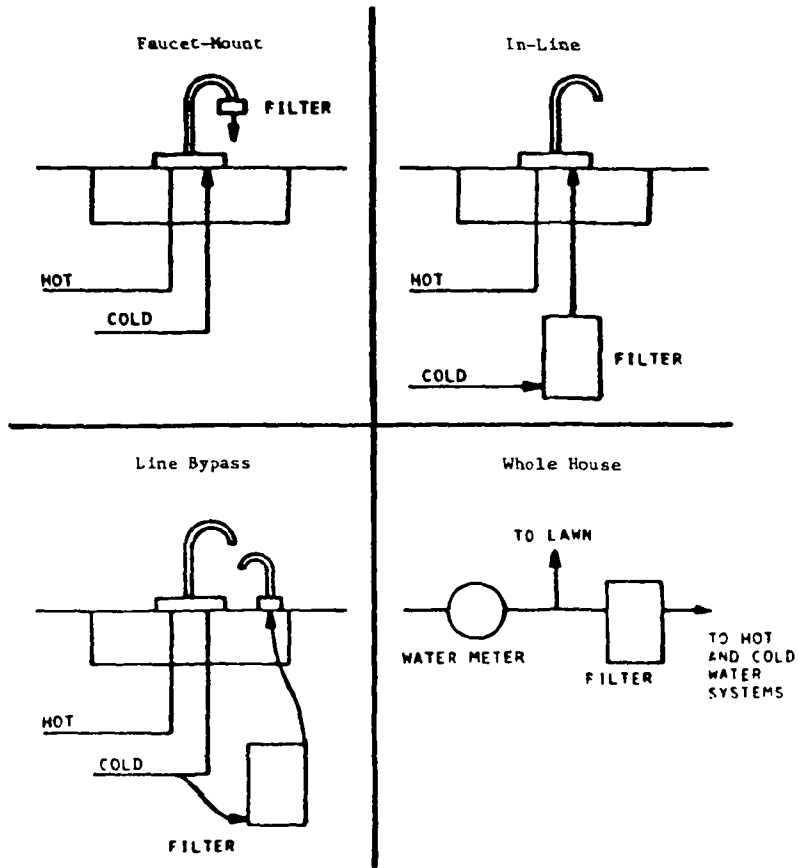 Faucet-Mount
FILTER
HOT
COLD
In-Line
HOT
COLD
FILTER
Line Bypass
HOT
COLD
FILTER
Whole House
TO LAWN
WATER METER
FILTER
TO HOT
AND COLD
WATER
SYSTEMS